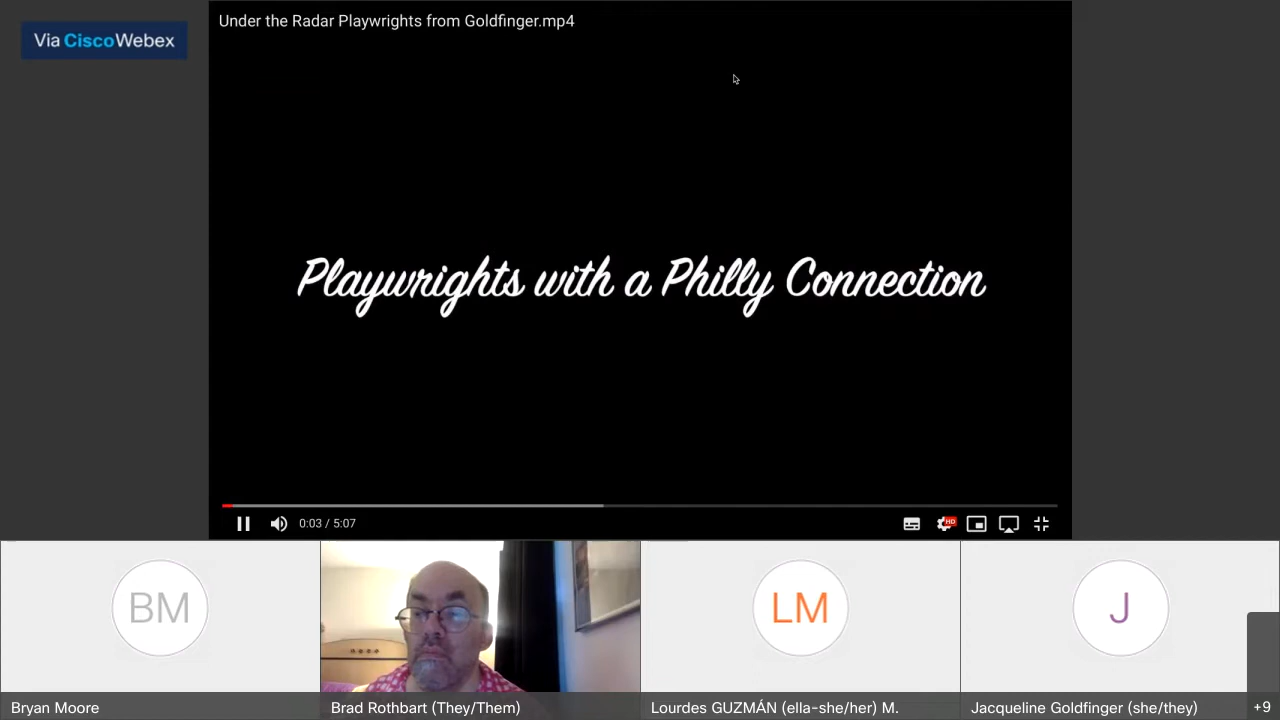 Via CiscoWebex
Under the Radar Playwrights from Goldfinger.mp4
Playwrights with a Philly Connection
0:03 / 5:07
HD
BM
LM
J
Bryan Moore
Brad Rothbart (They/Them)
Lourdes GUZMÁN (ella-she/her) M.
Jacqueline Goldfinger (she/they)
+9